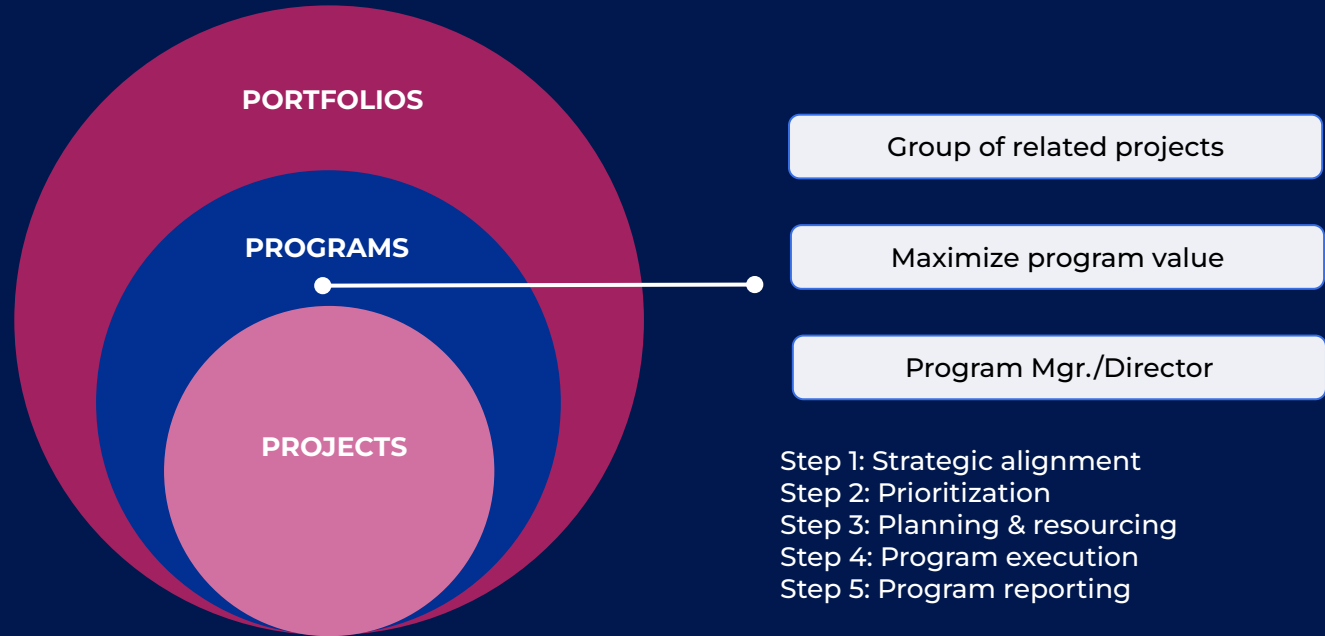 PORTFOLIOS
PROGRAMS
PROJECTS
Group of related projects
Maximize program value
Program Mgr./Director
Step 1: Strategic alignment
Step 2: Prioritization
Step 3: Planning & resourcing
Step 4: Program execution
Step 5: Program reporting